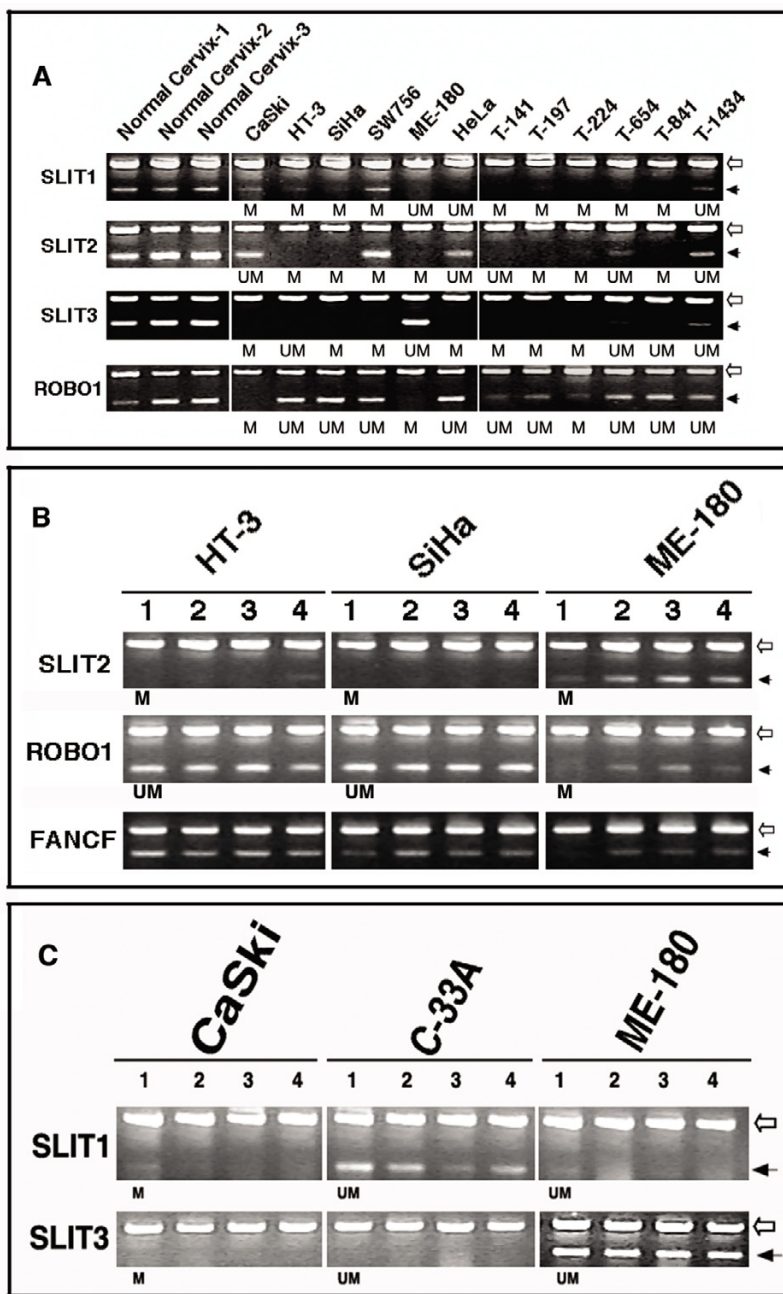 A
Normal Cervix-1 Normal Cervix-2 Normal Cervix-3 CaSki HT-3 SiHa SW756 ME-180 HeLa T-141 T-197 T-224 T-654 T-841 T-1434
SLIT1
M M M M UM UM M M M M M UM
SLIT2
UM M M M M UM UM M M M M UM
SLIT3
M UM M M UM M M M M UM UM UM
ROBO1
M UM UM UM M UM UM UM M UM UM UM
B
HT-3 SiHa ME-180
1 2 3 4 1 2 3 4 1 2 3 4
SLIT2
M M M
ROBO1
UM UM M
FANCF
C
CaSki C-33A ME-180
1 2 3 4 1 2 3 4 1 2 3 4
SLIT1
M UM UM
SLIT3
M UM UM